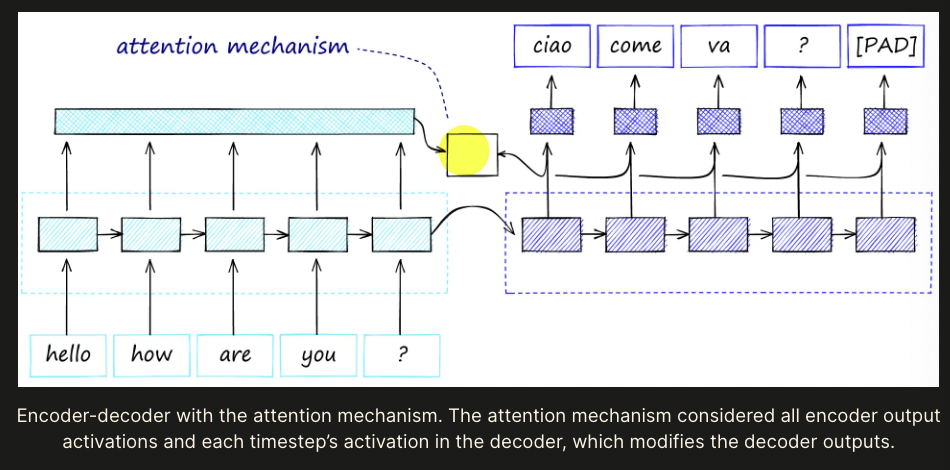 attention mechanism
ciao come va ? [PAD]
hello how are you ?
Encoder-decoder with the attention mechanism. The attention mechanism considered all encoder output
activations and each timestep’s activation in the decoder, which modifies the decoder outputs.